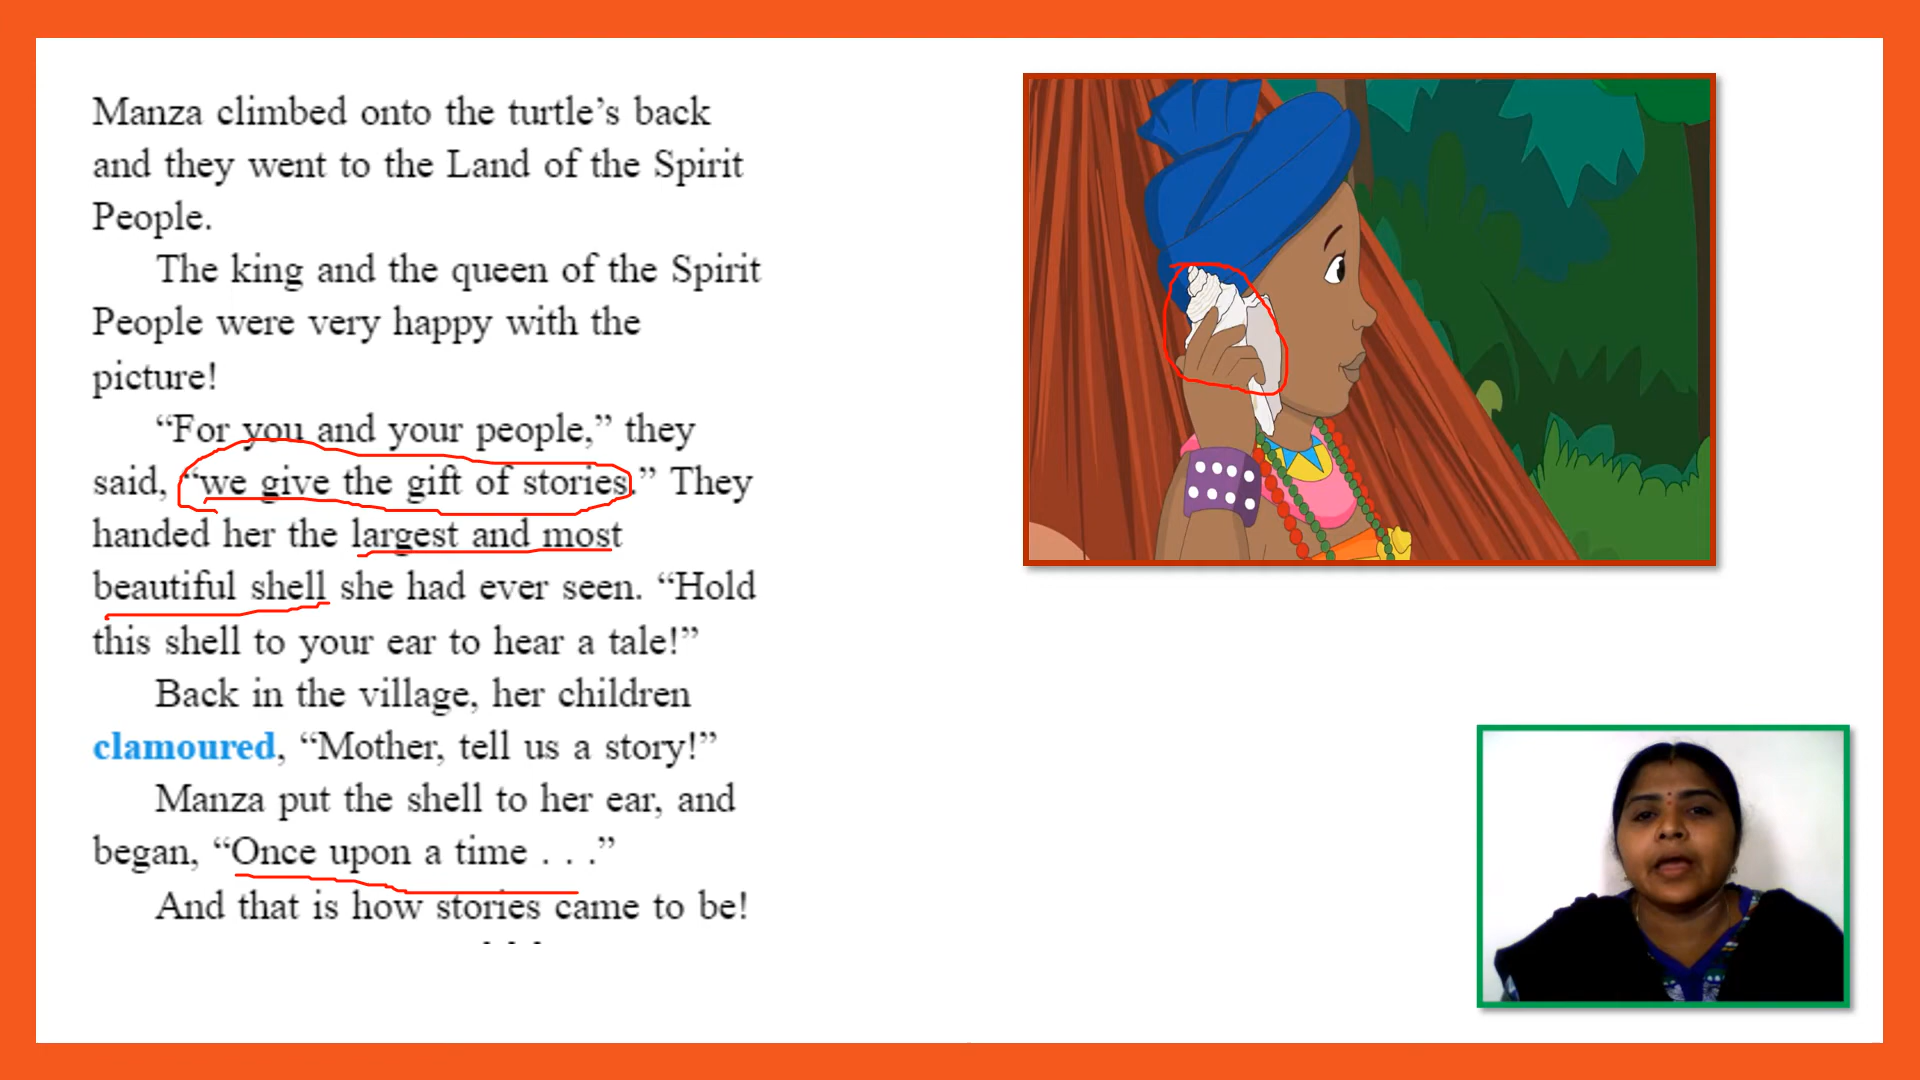 Manza climbed onto the turtle’s back
and they went to the Land of the Spirit
People.
The king and the queen of the Spirit
People were very happy with the
picture!
“For you and your people,” they
said, “we give the gift of stories.” They
handed her the largest and most
beautiful shell she had ever seen. “Hold
this shell to your ear to hear a tale!”
Back in the village, her children
clamoured, “Mother, tell us a story!”
Manza put the shell to her ear, and
began, “Once upon a time . . .”
And that is how stories came to be!